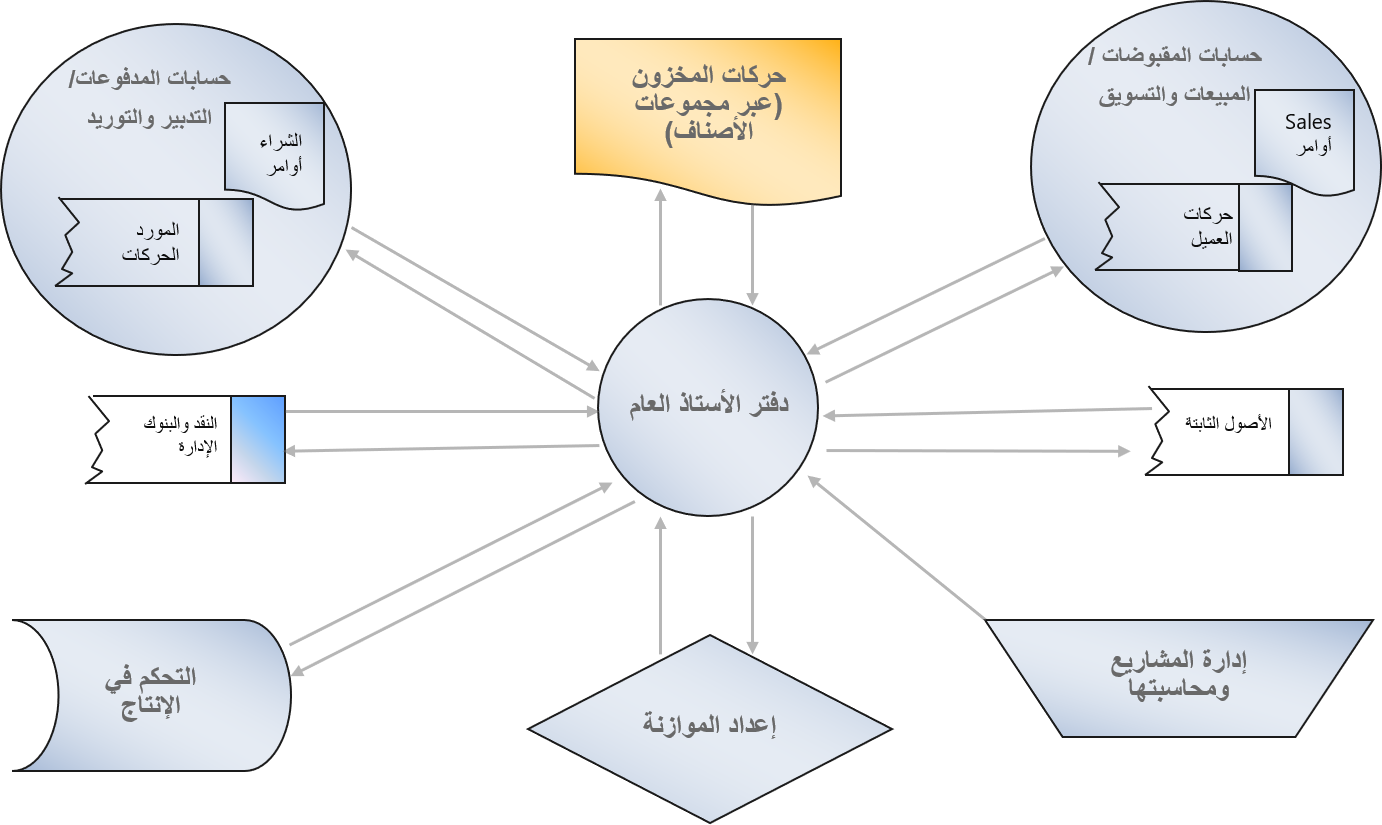 حسابات المقبوضات /
المبيعات والتسويق
Sales
أوامر
حركات
العميل
حركات المخزون
(عبر مجموعات
الأصناف)
حسابات المدفوعات/
التدبير والتوريد
الشراء
أوامر
المورد
الحركات
الأصول الثابتة
دفتر الأستاذ العام
النقد والبنوك
الإدارة
إدارة المشاريع
ومحاسبتها
إعداد الموازنة
التحكم في
الإنتاج